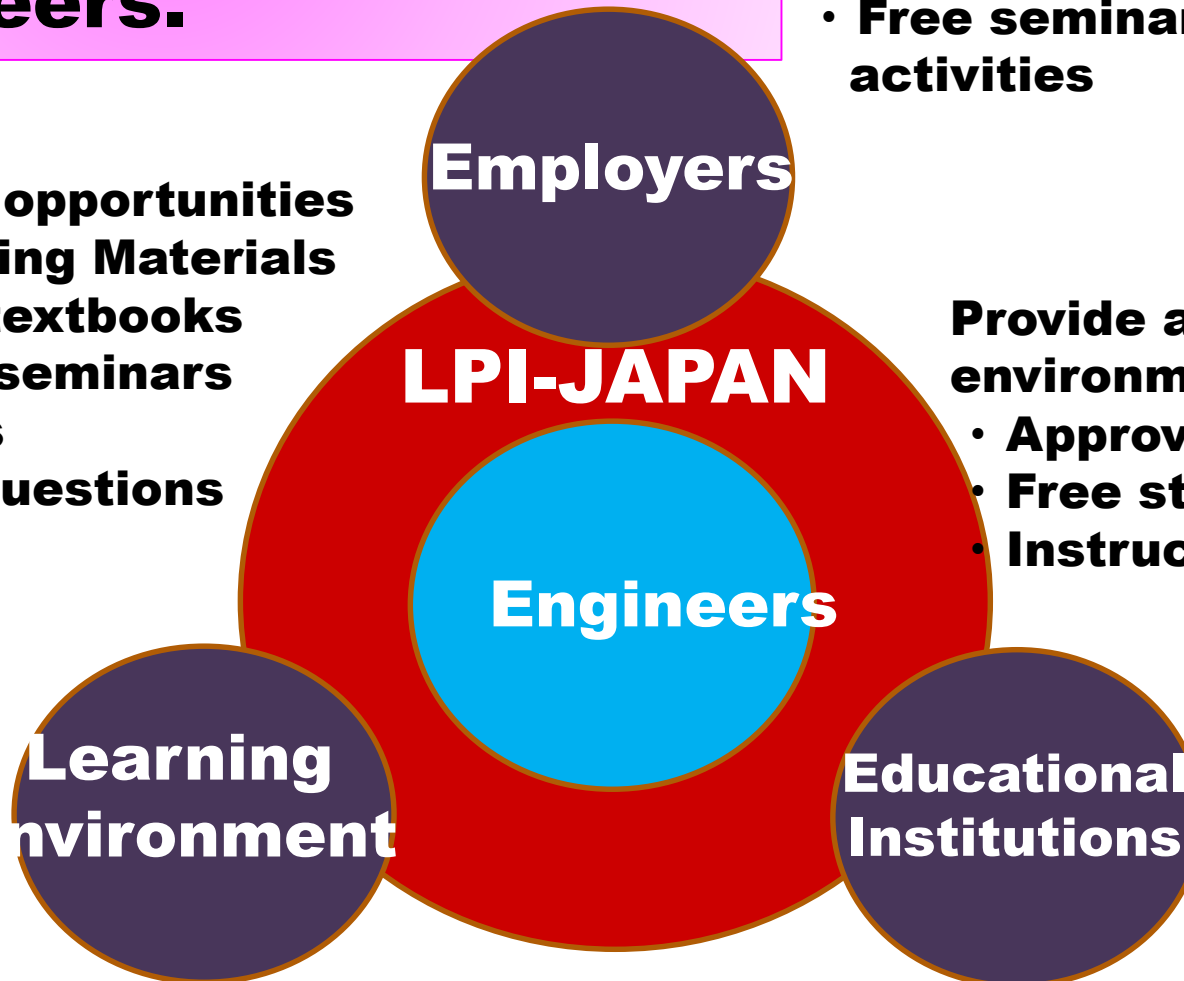 eers.
• Free seminar
activities
Employers
opportunities
ing Materials
textbooks
seminars
s
uestions
LPI-JAPAN
Provide a
environm
• Approv
• Free st
• Instruc
Engineers
Learning
nvironment
Educational
Institutions